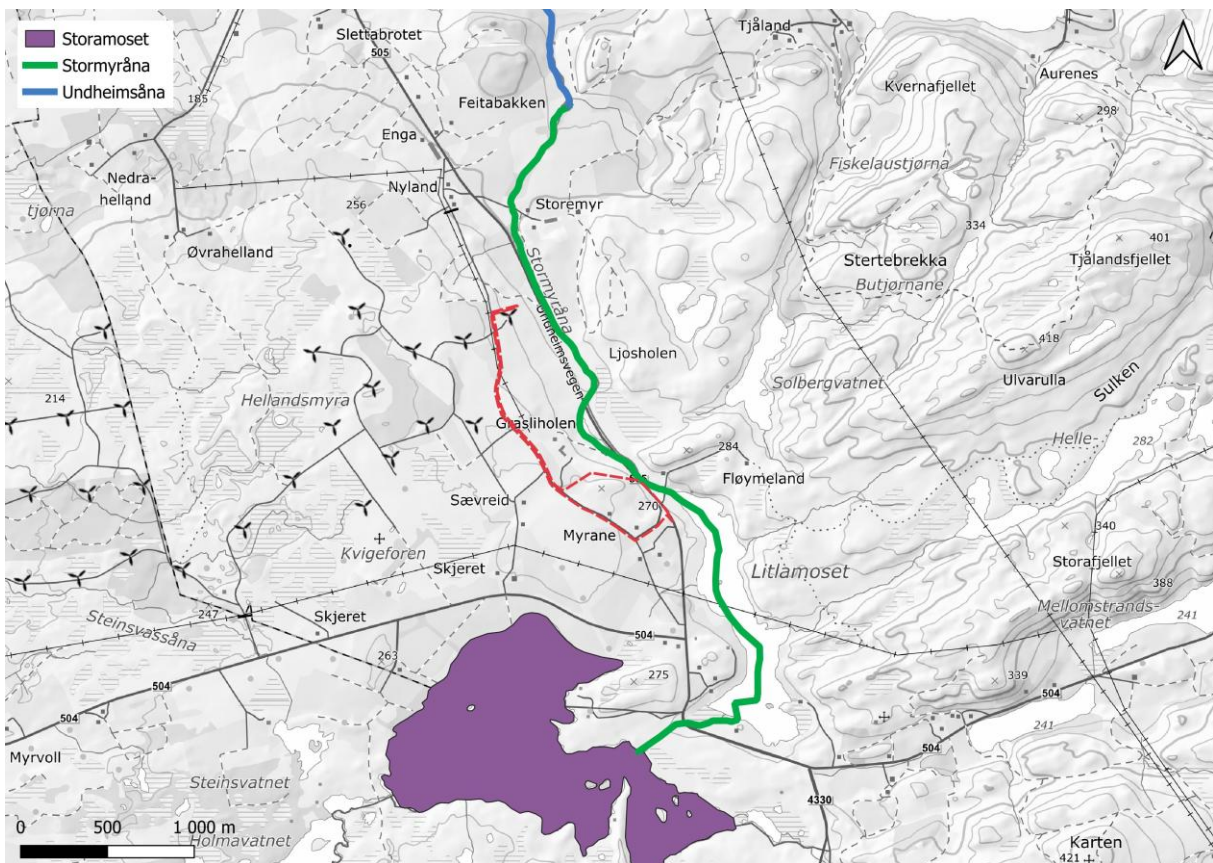 Storamoset
Stormyråna
Undheimsåna
Slettabrotet
505
Tjåland
Kvernafjellet
Aurenes
298
185
Feitabakken
Enga
Fiskelaustjørna
Nedra-
helland
Nyland
tjørna
256
Storemyr
334
401
Øvrahelland
Stertebrekka
Tjålandsfjellet
Stormyråna
Butjørnane
Undheimsvegen
Ljosholen
418
214
Hellandsmyra
Solbergvatnet
Ulvarulla
Sulken
Gråsliholen
284
Helle-
282
Fløymeland
Sævreid
270
340
Myrane
Kvigeforen
Storafjellet
Skjeret
Litlamoset
388
247
Skjeret
Mellomstrands-
vatnet
241
Steinsvassåna
504
263
275
339
504
504
241
Myrvoll
504
Steinsvatnet
4330
0 500 1 000 m
Holmavatnet
Karten
421